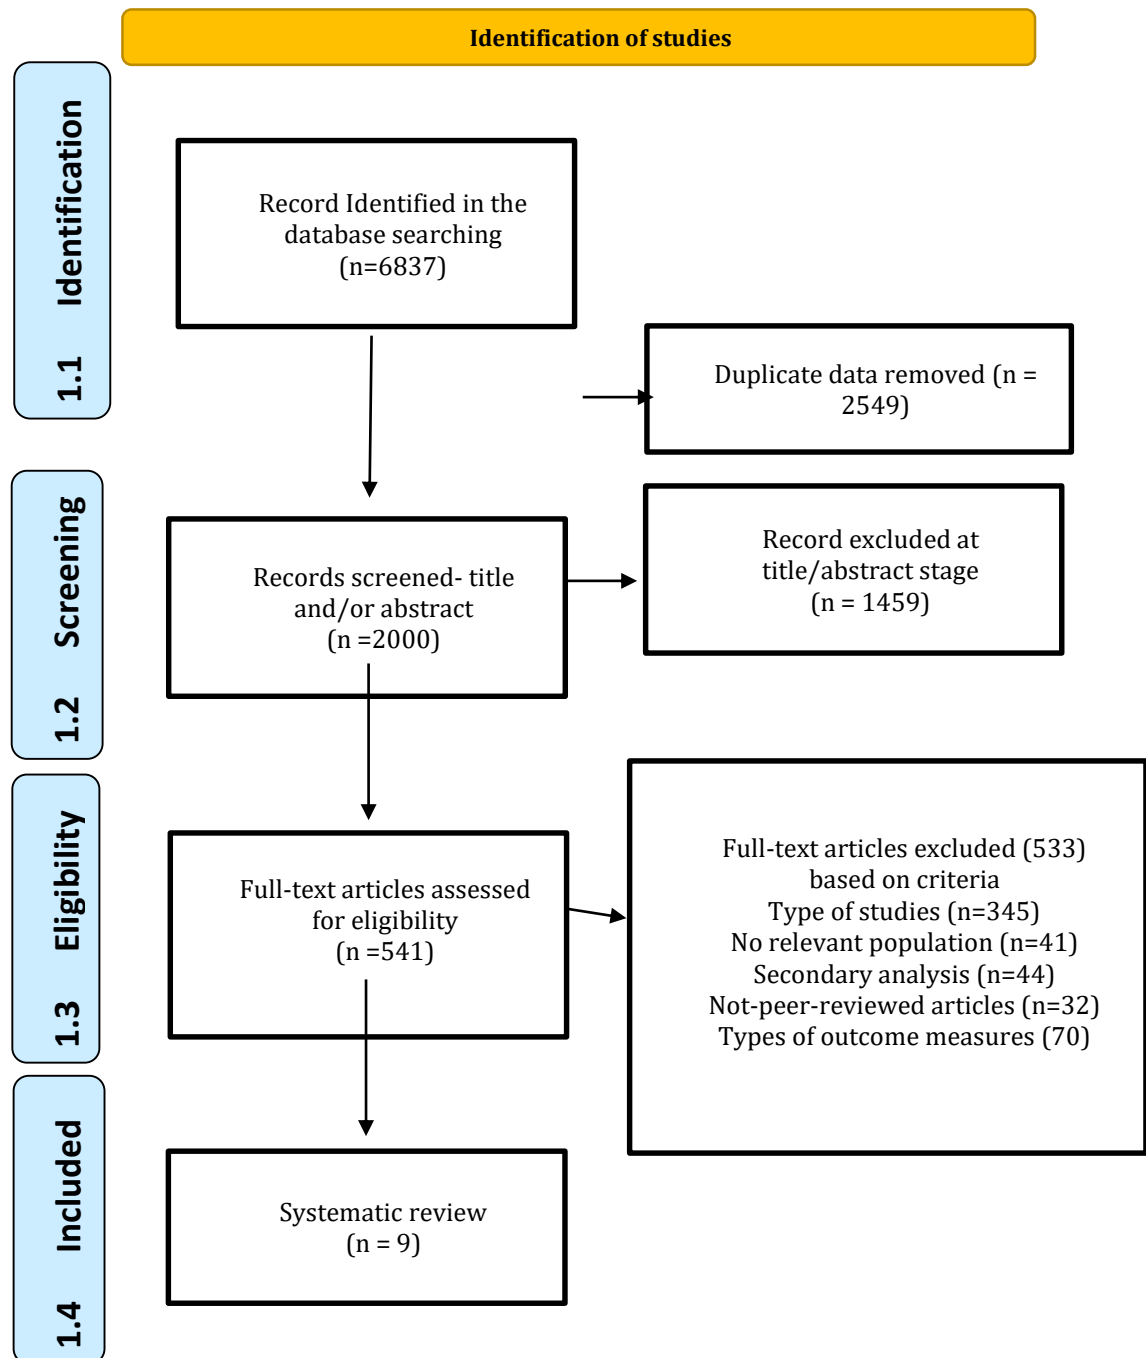 Identification of studies
1.1 Identification
Record Identified in the
database searching
(n=6837)
Duplicate data removed (n =
2549)
1.2 Screening
Records screened- title
and/or abstract
(n =2000)
Record excluded at
title/abstract stage
(n = 1459)
1.3 Eligibility
Full-text articles assessed
for eligibility
(n =541)
Full-text articles excluded (533)
based on criteria
Type of studies (n=345)
No relevant population (n=41)
Secondary analysis (n=44)
Not-peer-reviewed articles (n=32)
Types of outcome measures (70)
1.4 Included
Systematic review
(n = 9)